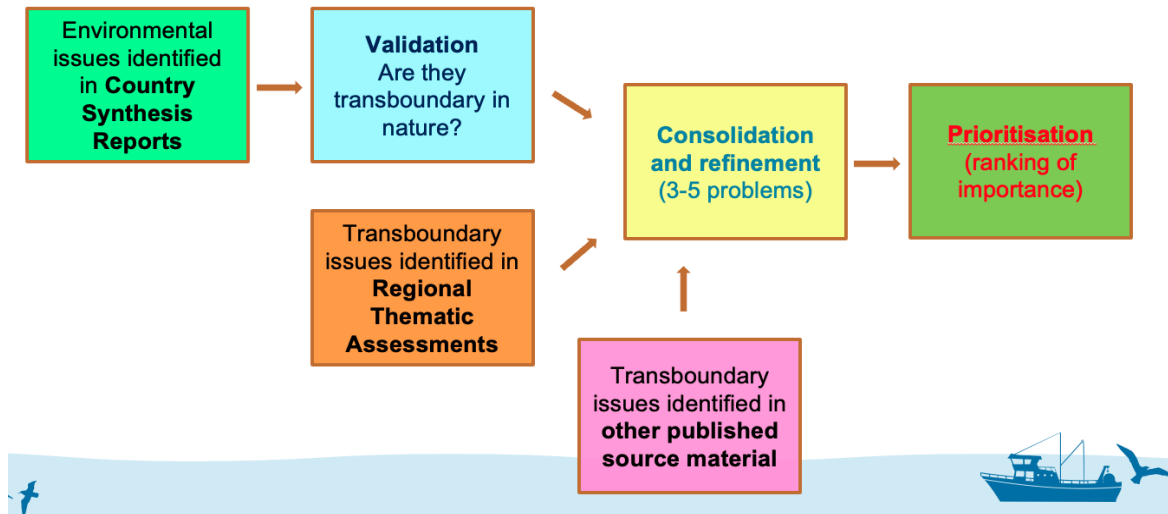 Environmental
issues identified
in Country
Synthesis
Reports
Validation
Are they
transboundary in
nature?
Consolidation
and refinement
(3-5 problems)
Prioritisation
(ranking of
importance)
Transboundary
issues identified in
Regional
Thematic
Assessments
Transboundary
issues identified in
other published
source material